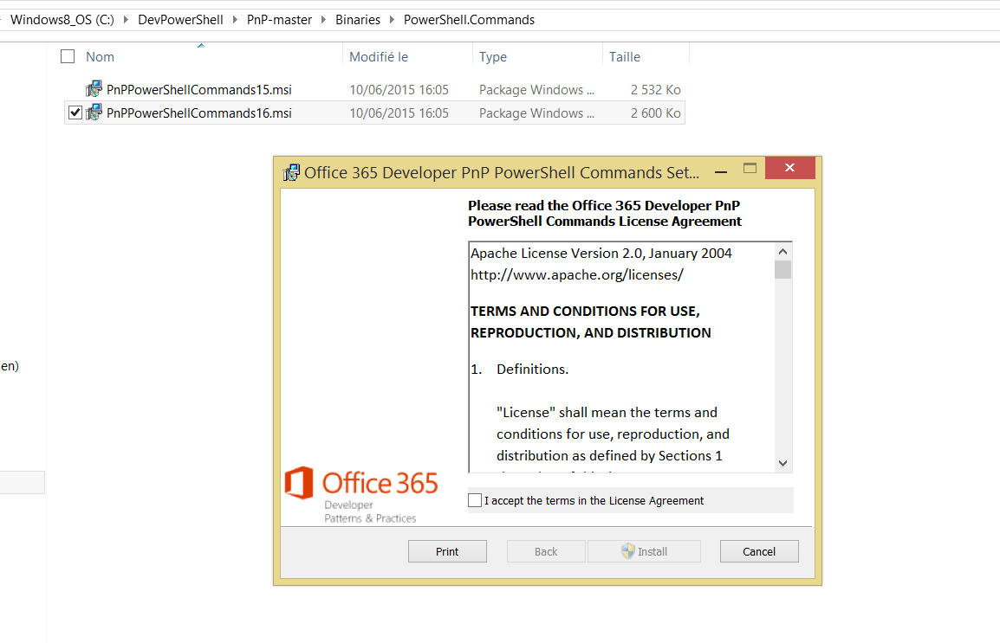 Windows8_OS (C:) DevPowerShell PnP-master Binaries PowerShell.Commands
Nom Modifié le Type Taille
PnPPowerShellCommands15.msi 10/06/2015 16:05 Package Windows ... 2 532 Ko
PnPPowerShellCommands16.msi 10/06/2015 16:05 Package Windows ... 2 600 Ko
Office 365 Developer PnP PowerShell Commands Set...
Please read the Office 365 Developer PnP
PowerShell Commands License Agreement
Apache License Version 2.0, January 2004
http://www.apache.org/licenses/
TERMS AND CONDITIONS FOR USE,
REPRODUCTION, AND DISTRIBUTION
1. Definitions.
"License" shall mean the terms and
conditions for use, reproduction, and
distribution as defined by Sections 1
en)
Office 365
Developer
Patterns & Practices
I accept the terms in the License Agreement
Print Back Install Cancel